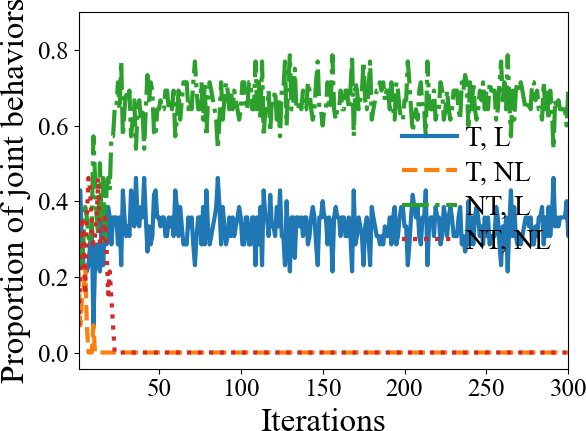 Proportion of joint behaviors
0.8
0.6
0.4
0.2
0.0
T, L
T, NL
NT, L
NT, NL
50
100
150
200
250
300
Iterations